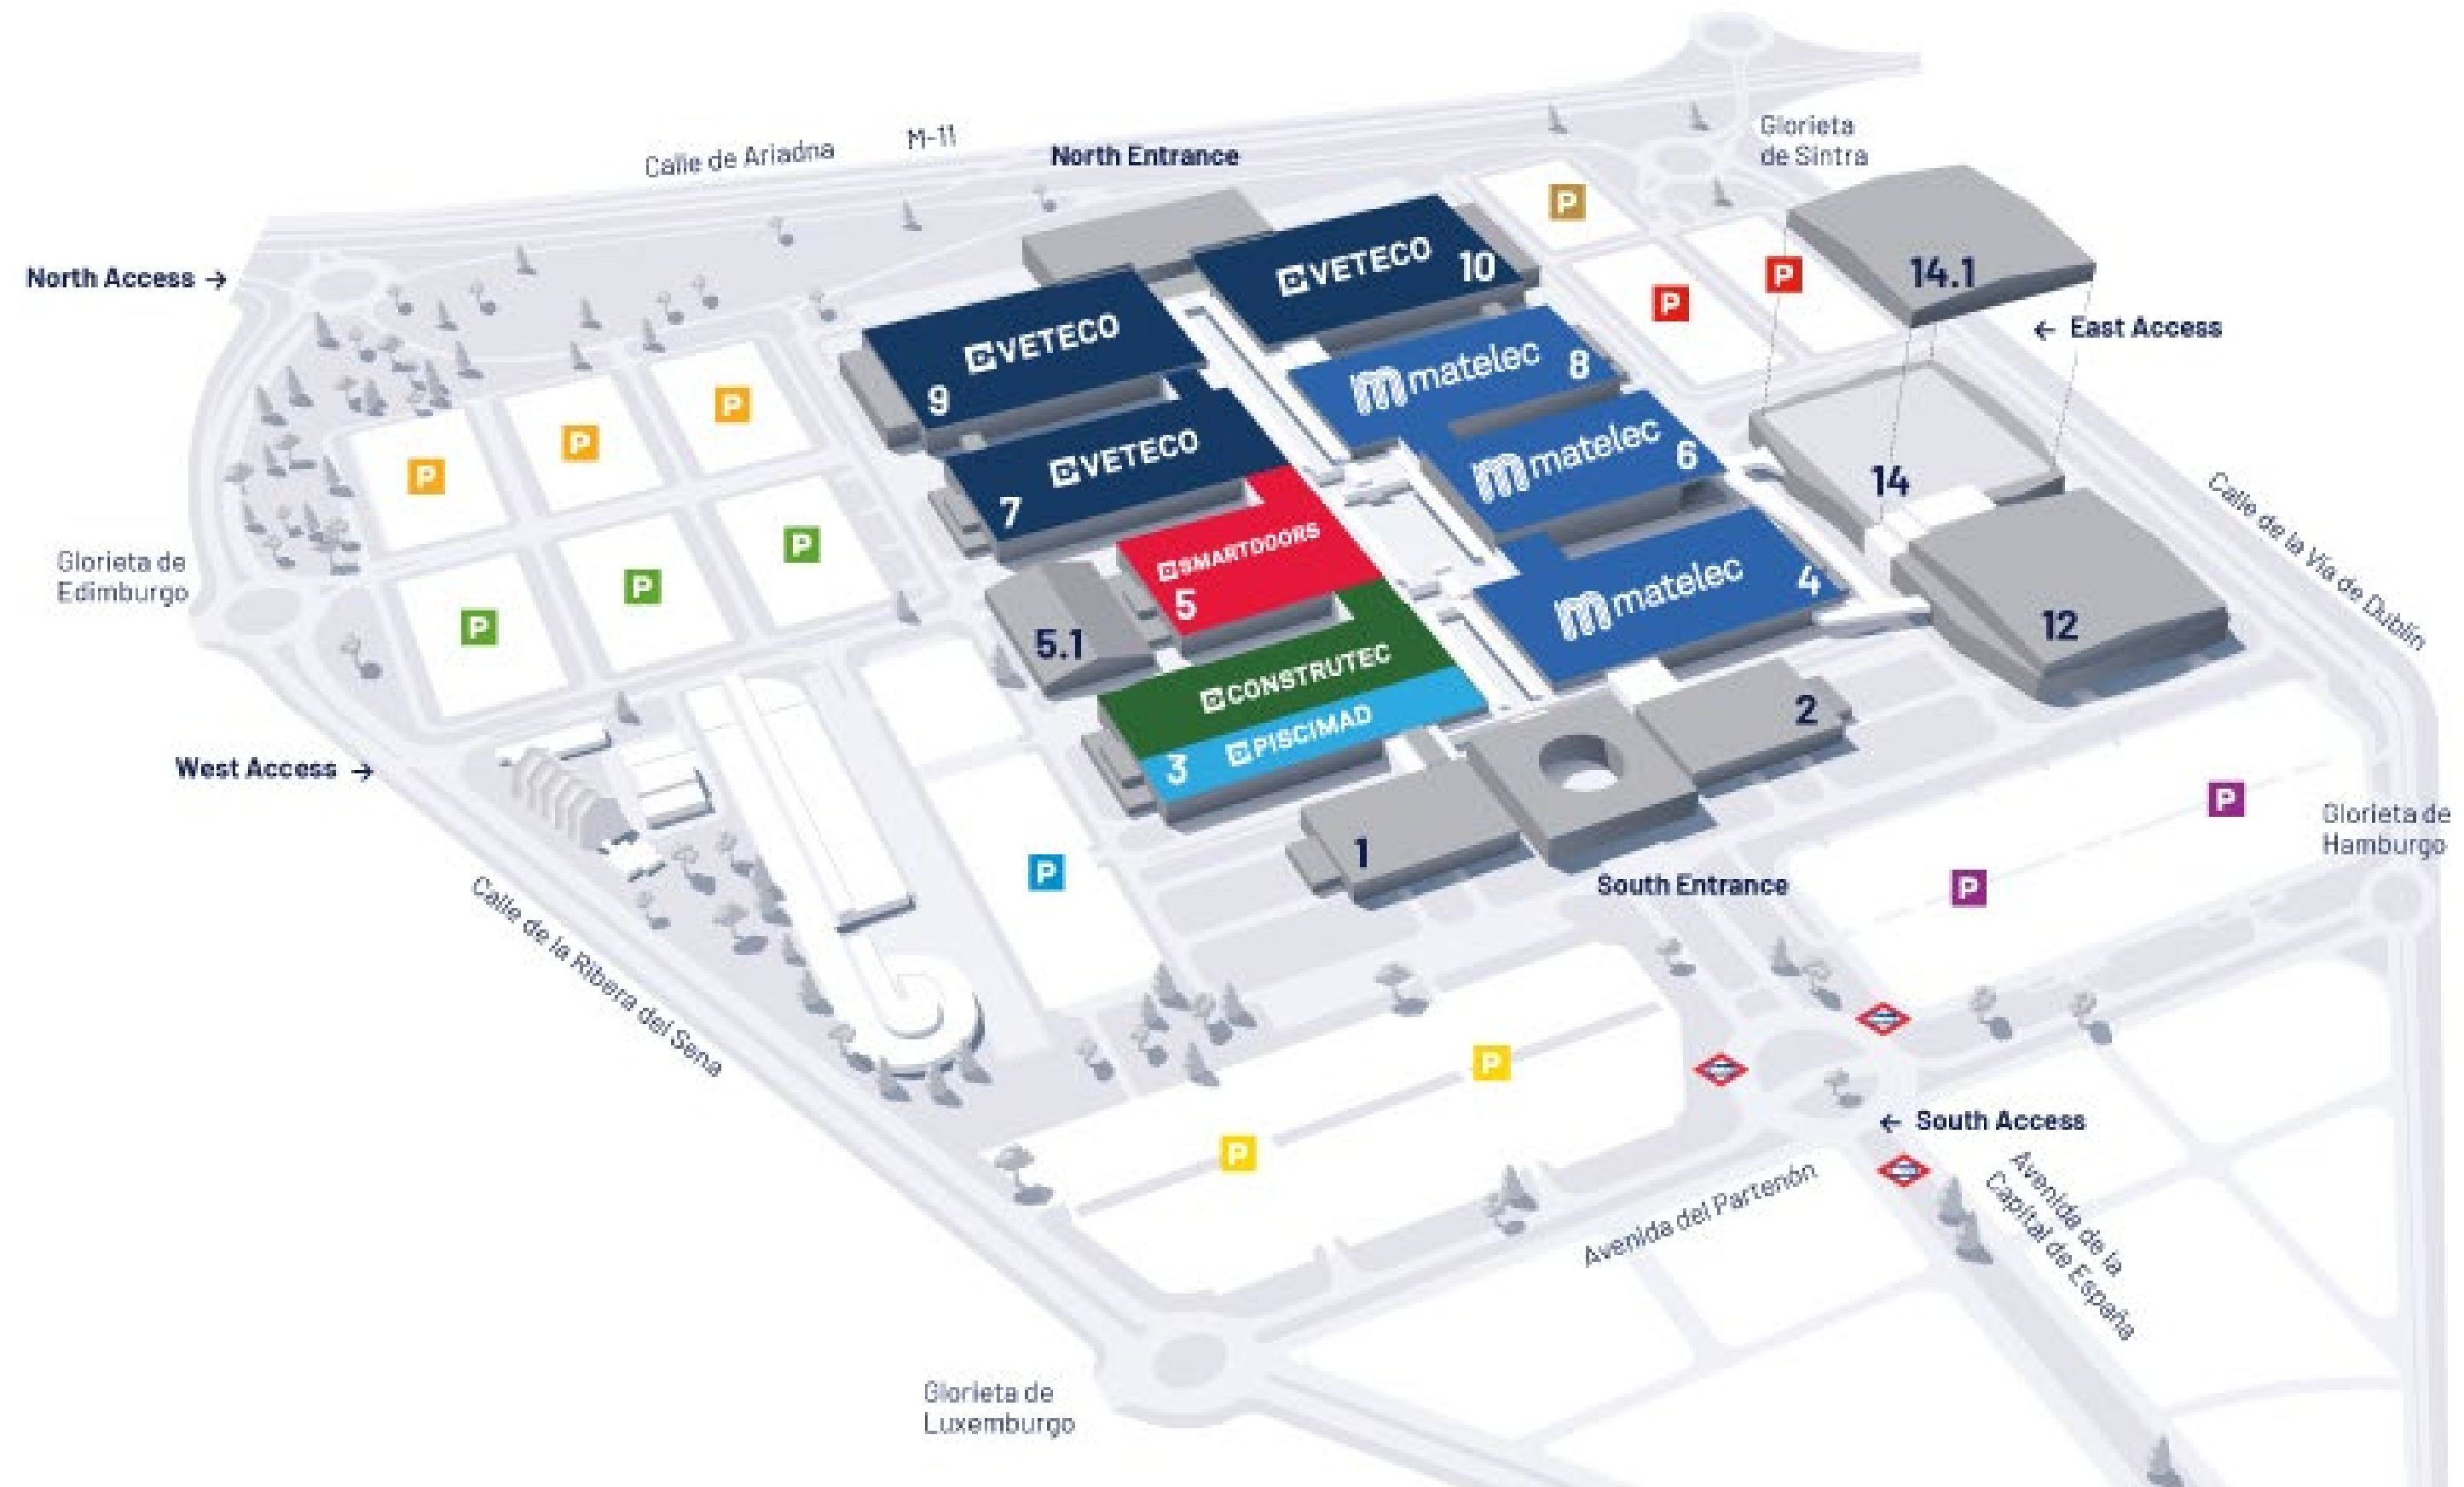 M-11
Calle de Ariadna
North Entrance
Glorieta
de Sintra
P
North Access →
VETECO
10
14.1
P
P
← East Access
VETECO
9
matelec
8
P
P
P
VETECO
7
matelec
6
14
Calle de la Vía de Dublín
SMARTDOORS
5
P
P
P
Glorieta de
Edimburgo
matelec
4
5.1
12
CONSTRUTEC
PISCIMAD
3
2
West Access →
1
P
Glorieta de
Hamburgo
South Entrance
P
P
Calle de la Ribera del Sena
P
P
← South Access
Avenida del Partenón
Avenida de la
Capital de España
Glorieta de
Luxemburgo